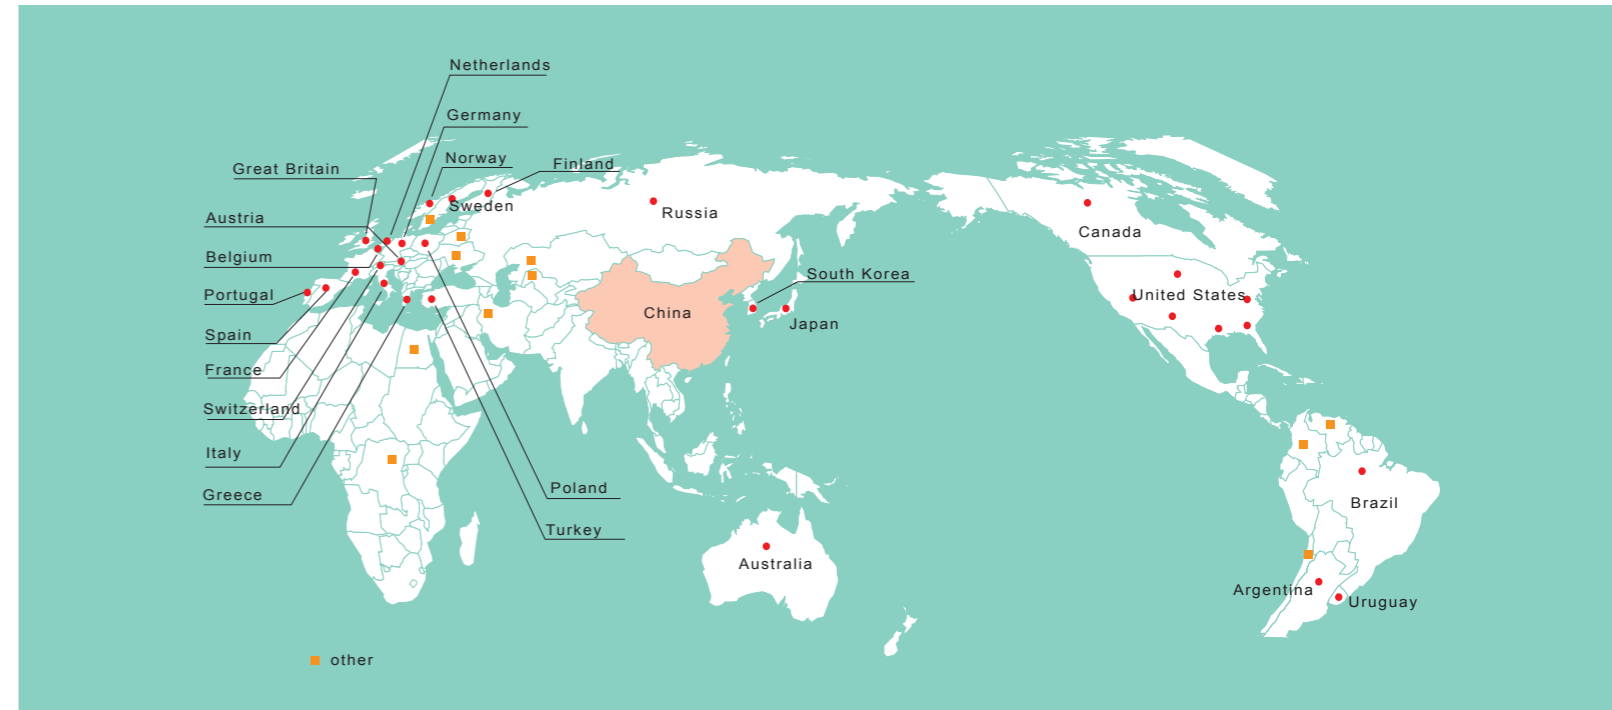 Netherlands
Germany
Norway
Finland
Great Britain
Sweden
Russia
Austria
Canada
Belgium
South Korea
Portugal
United States
China
Japan
Spain
France
Switzerland
Italy
Poland
Greece
Brazil
Turkey
Australia
Argentina
Uruguay
other